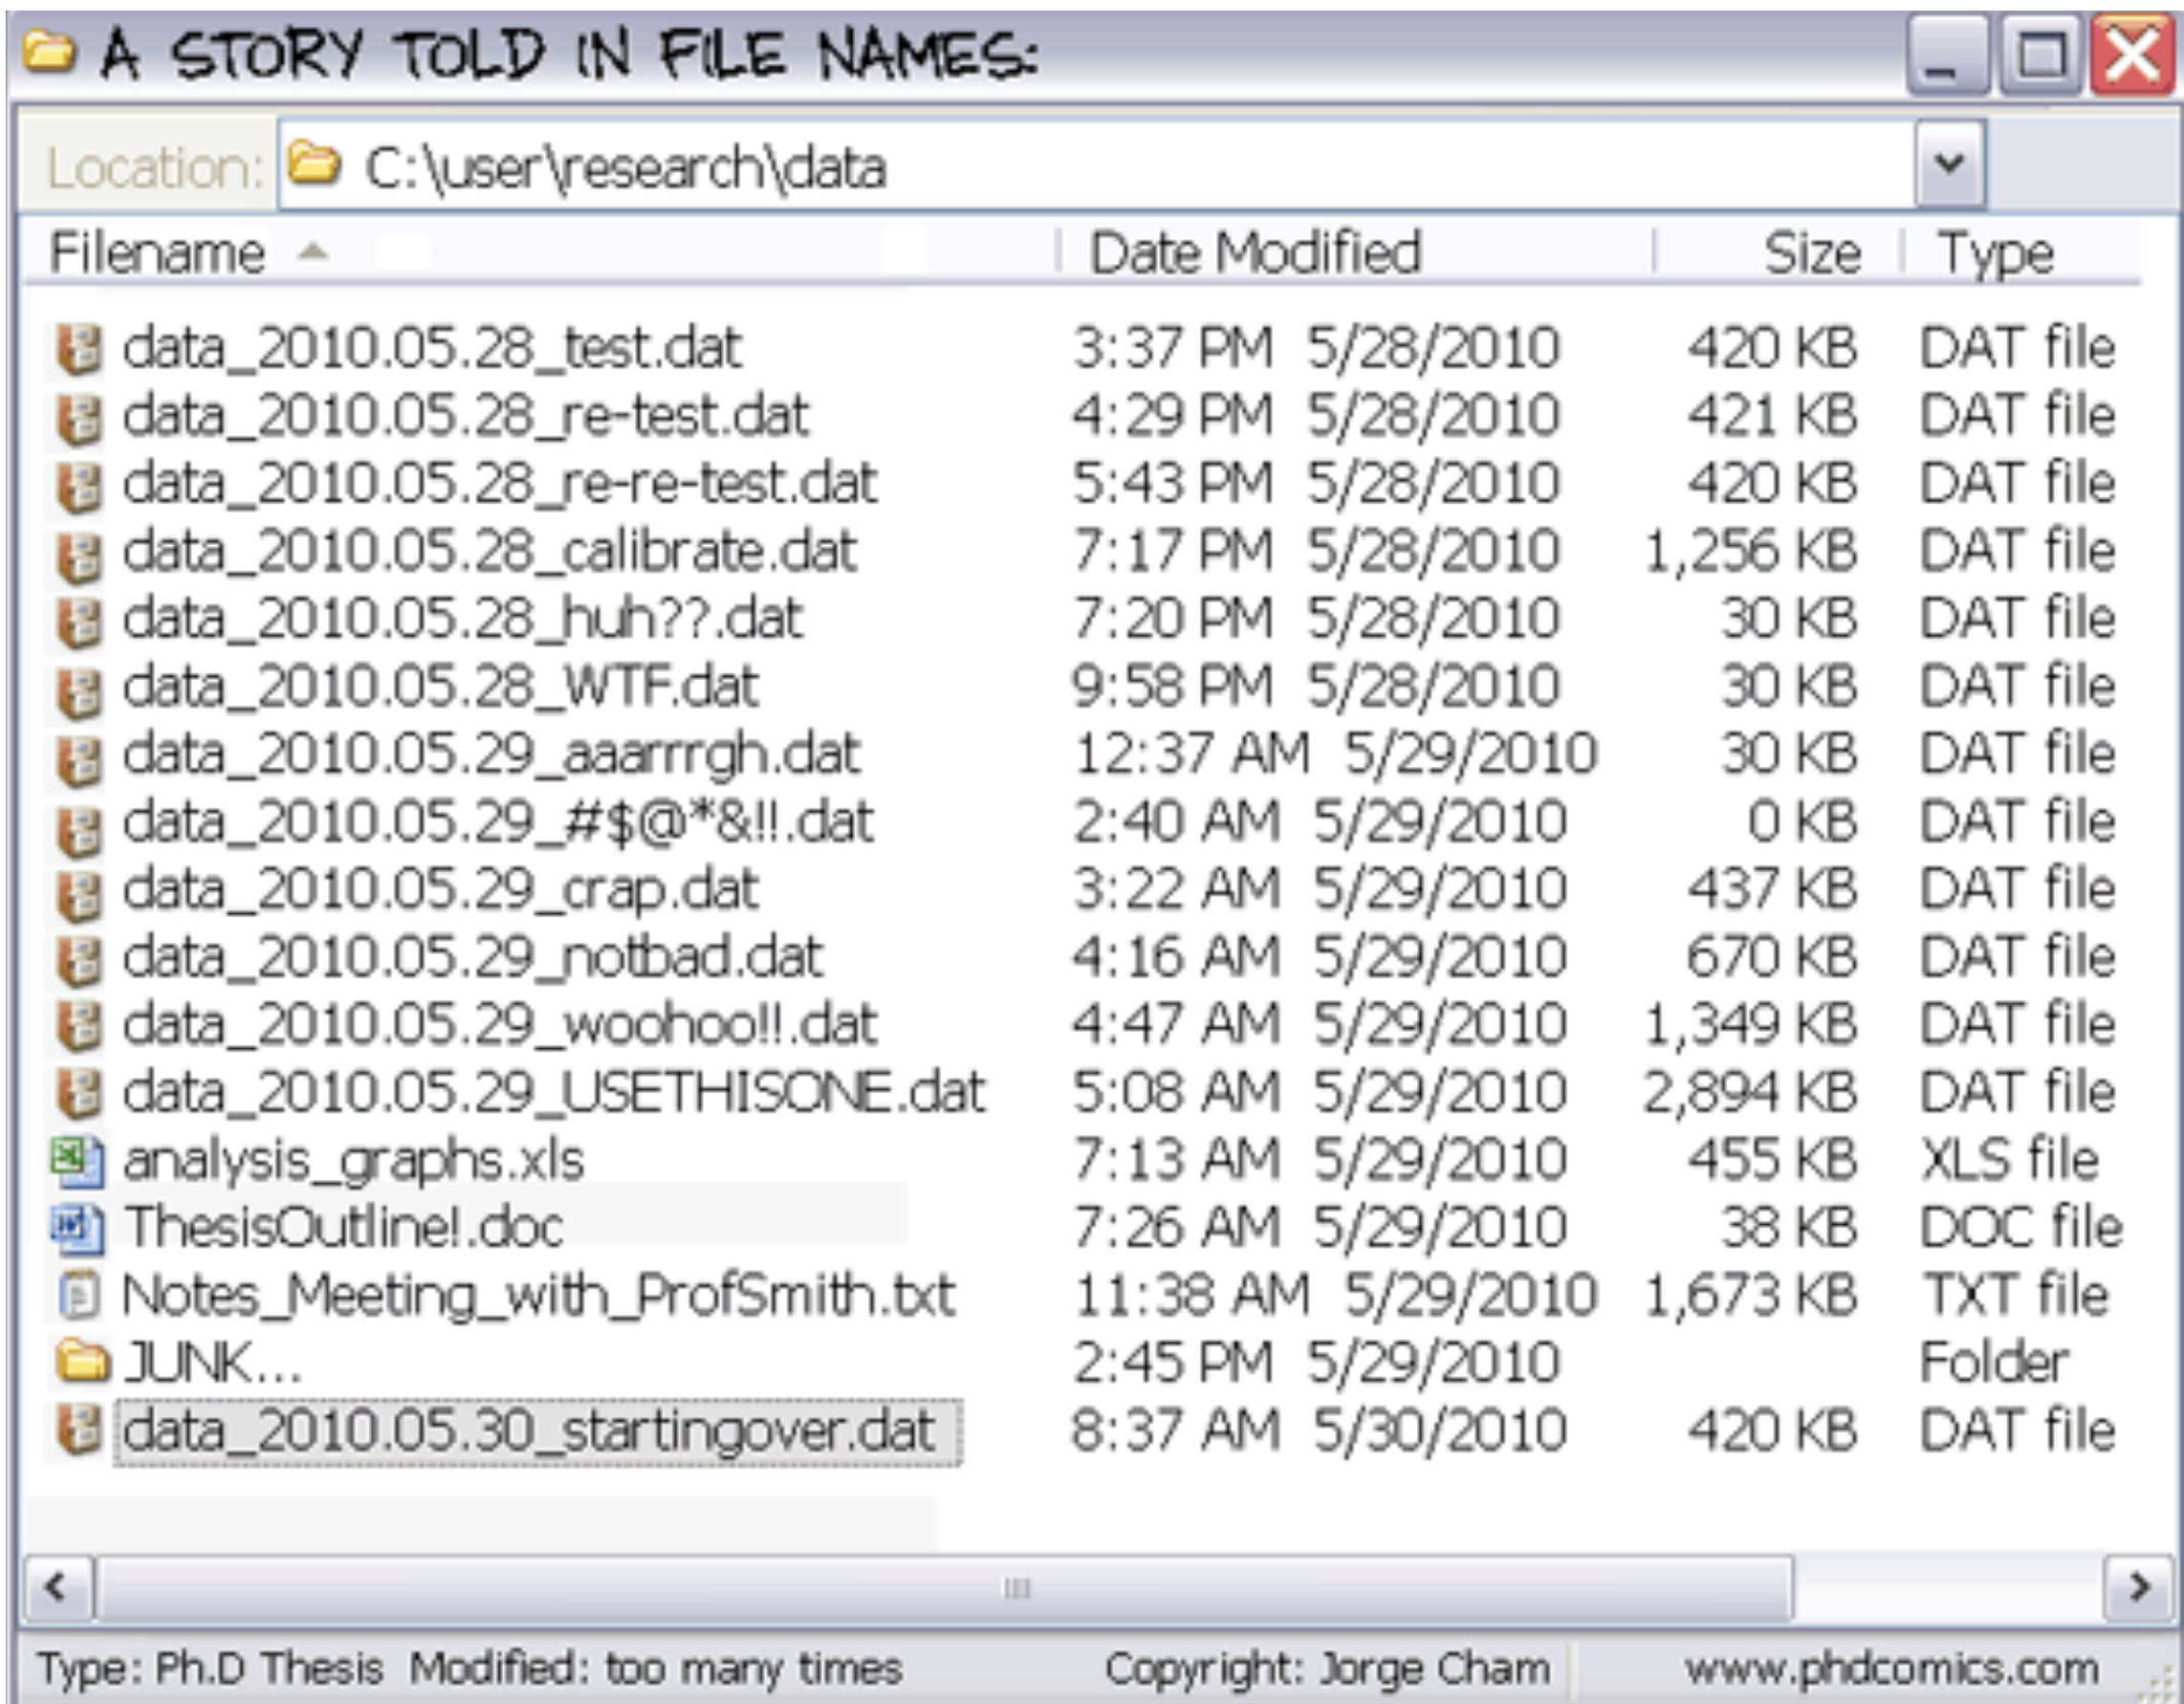 A STORY TOLD IN FILE NAMES:
Location: C:\user\research\data
Filename Date Modified Size Type
data_2010.05.28_test.dat 3:37 PM 5/28/2010 420 KB DAT file
data_2010.05.28_re-test.dat 4:29 PM 5/28/2010 421 KB DAT file
data_2010.05.28_re-re-test.dat 5:43 PM 5/28/2010 420 KB DAT file
data_2010.05.28_calibrate.dat 7:17 PM 5/28/2010 1,256 KB DAT file
data_2010.05.28_huh??.dat 7:20 PM 5/28/2010 30 KB DAT file
data_2010.05.28_WTF.dat 9:58 PM 5/28/2010 30 KB DAT file
data_2010.05.29_aaarrrgh.dat 12:37 AM 5/29/2010 30 KB DAT file
data_2010.05.29_#$@*&!!.dat 2:40 AM 5/29/2010 0 KB DAT file
data_2010.05.29_crap.dat 3:22 AM 5/29/2010 437 KB DAT file
data_2010.05.29_notbad.dat 4:16 AM 5/29/2010 670 KB DAT file
data_2010.05.29_woohoo!!.dat 4:47 AM 5/29/2010 1,349 KB DAT file
data_2010.05.29_USETHISONE.dat 5:08 AM 5/29/2010 2,894 KB DAT file
analysis_graphs.xls 7:13 AM 5/29/2010 455 KB XLS file
ThesisOutline!.doc 7:26 AM 5/29/2010 38 KB DOC file
Notes_Meeting_with_ProfSmith.txt 11:38 AM 5/29/2010 1,673 KB TXT file
JUNK... 2:45 PM 5/29/2010 Folder
data_2010.05.30_startingover.dat 8:37 AM 5/30/2010 420 KB DAT file
Type: Ph.D Thesis Modified: too many times Copyright: Jorge Cham www.phdcomics.com